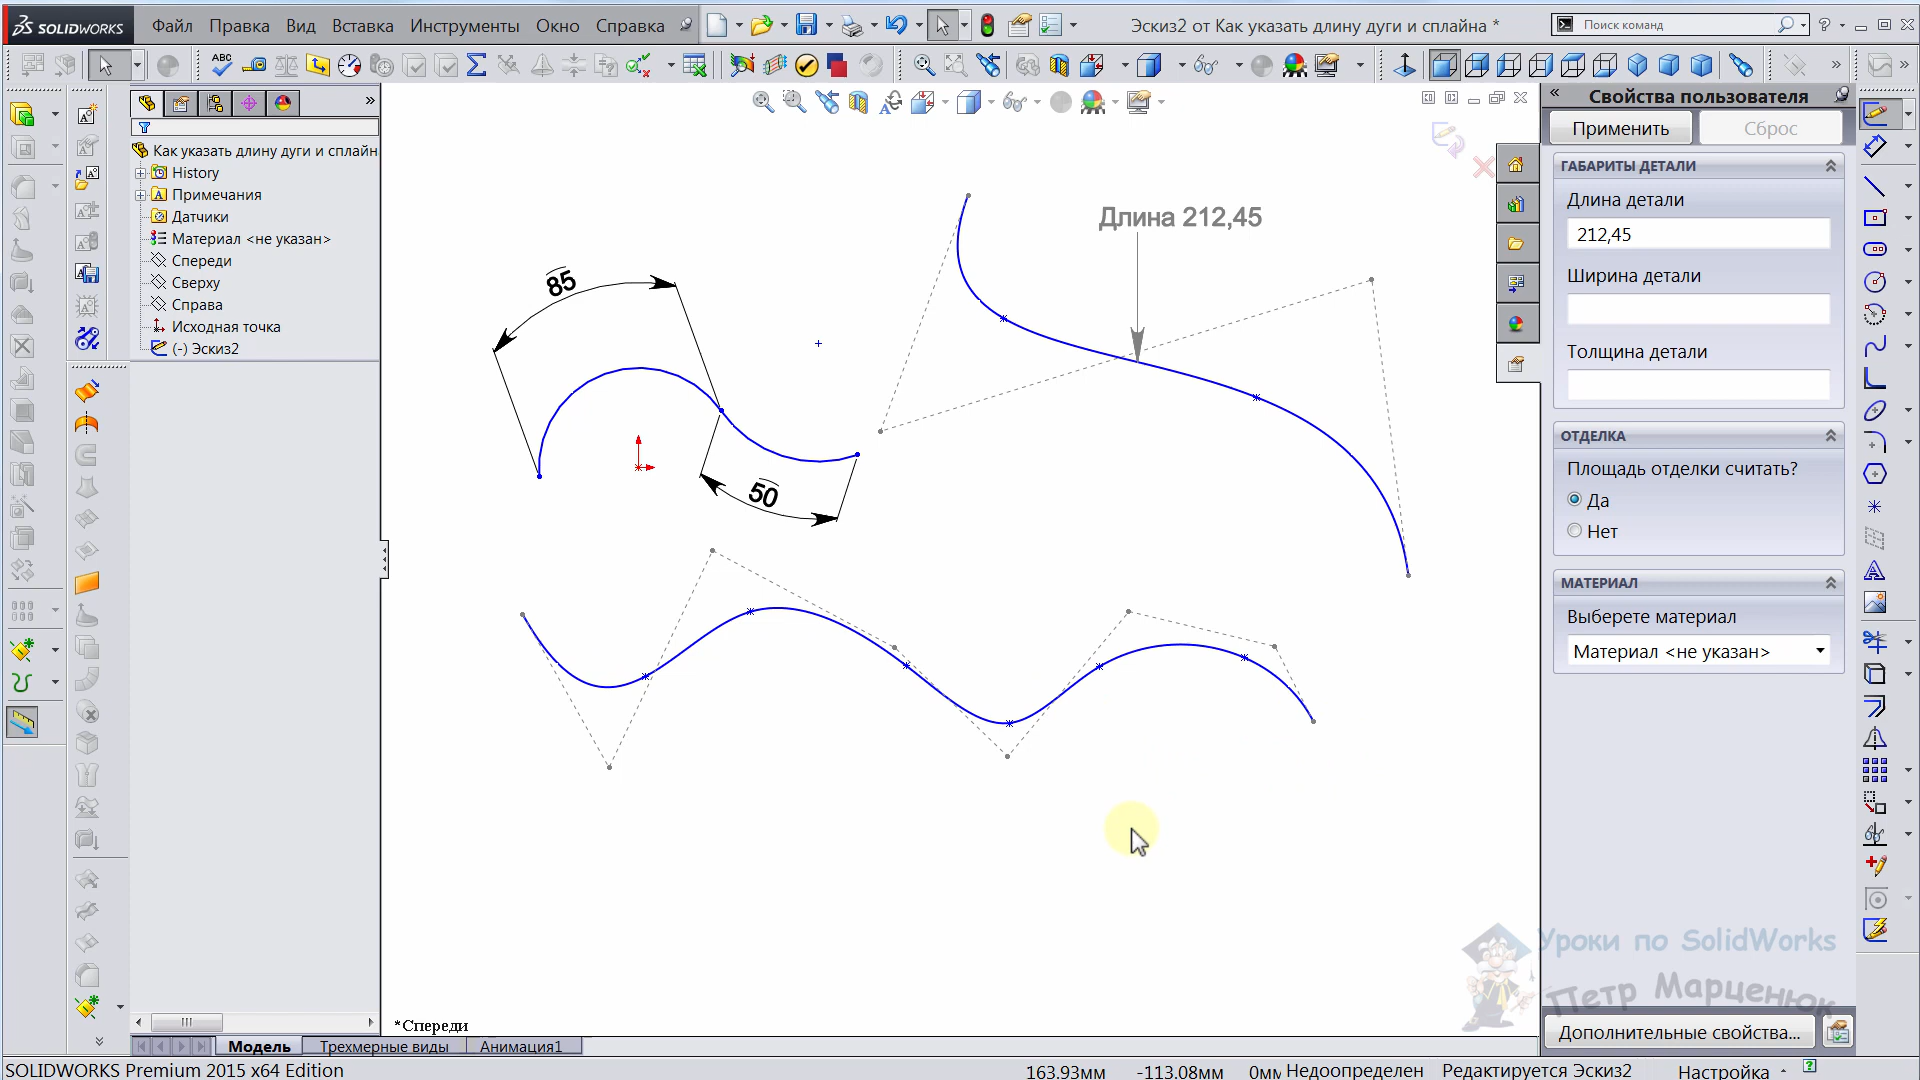 SOLIDWORKS Файл Правка Вид Вставка Инструменты Окно Справка Эскиз2 от Как указать длину дуги и сплайна * Поиск команд
Как указать длину дуги и сплайн
History
Примечания
Датчики
Материал <не указан>
Спереди
Сверху
Справа
Исходная точка
(-) Эскиз2
85
50
Длина 212,45
*Спереди
Свойства пользователя
Применить Сброс
ГАБАРИТЫ ДЕТАЛИ
Длина детали
212,45
Ширина детали
Толщина детали
ОТДЕЛКА
Площадь отделки считать?
Да
Нет
МАТЕРИАЛ
Выберете материал
Материал <не указан>
Уроки по SolidWorks
Петр Марценюк
Дополнительные свойства...
Модель Трехмерные виды Анимация1
SOLIDWORKS Premium 2015 x64 Edition 163.93мм -113.08мм 0мм Недоопределен Редактируется Эскиз2 Настройка